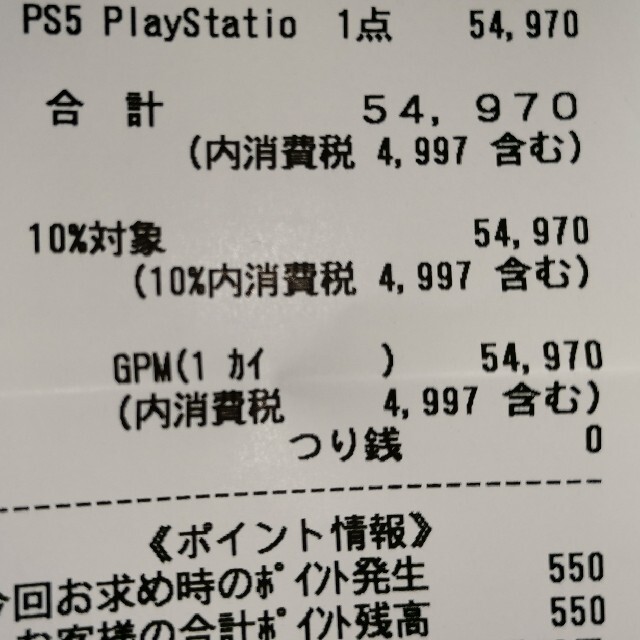 PS5 PlayStatio 1点 54,970
合 計 54,970
(内消費税 4,997 含む)
10%対象 54,970
(10%内消費税 4,997 含む)
GPM(1 ｶｲ ) 54,970
(内消費税 4,997 含む)
つり銭 0
《ポイント情報》
今回お求め時のﾎﾟｲﾝﾄ発生 550
お客様の合計ﾎﾟｲﾝﾄ残高 550